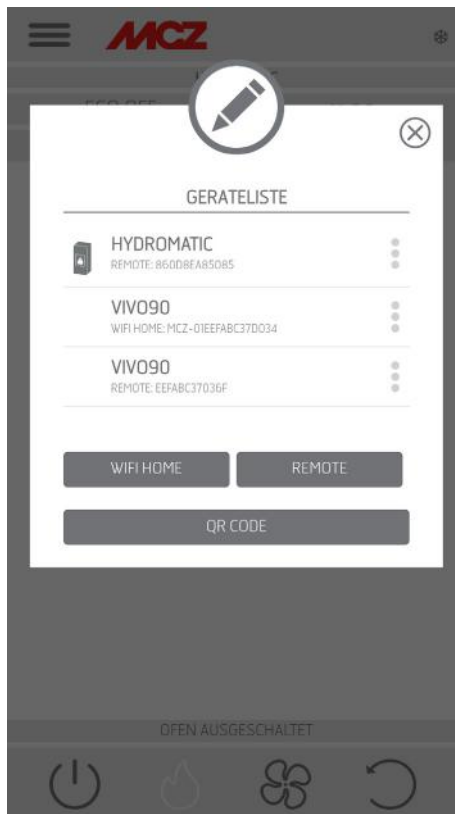 MCZ
GERATELISTE
HYDROMATIC
REMOTE: 860D8EA85085
VIVO90
WIFI HOME: MCZ-01EEFABC37D034
VIVO90
REMOTE: EEFABC37036F
WIFI HOME
REMOTE
QR CODE
OFEN AUSGESCHALTET